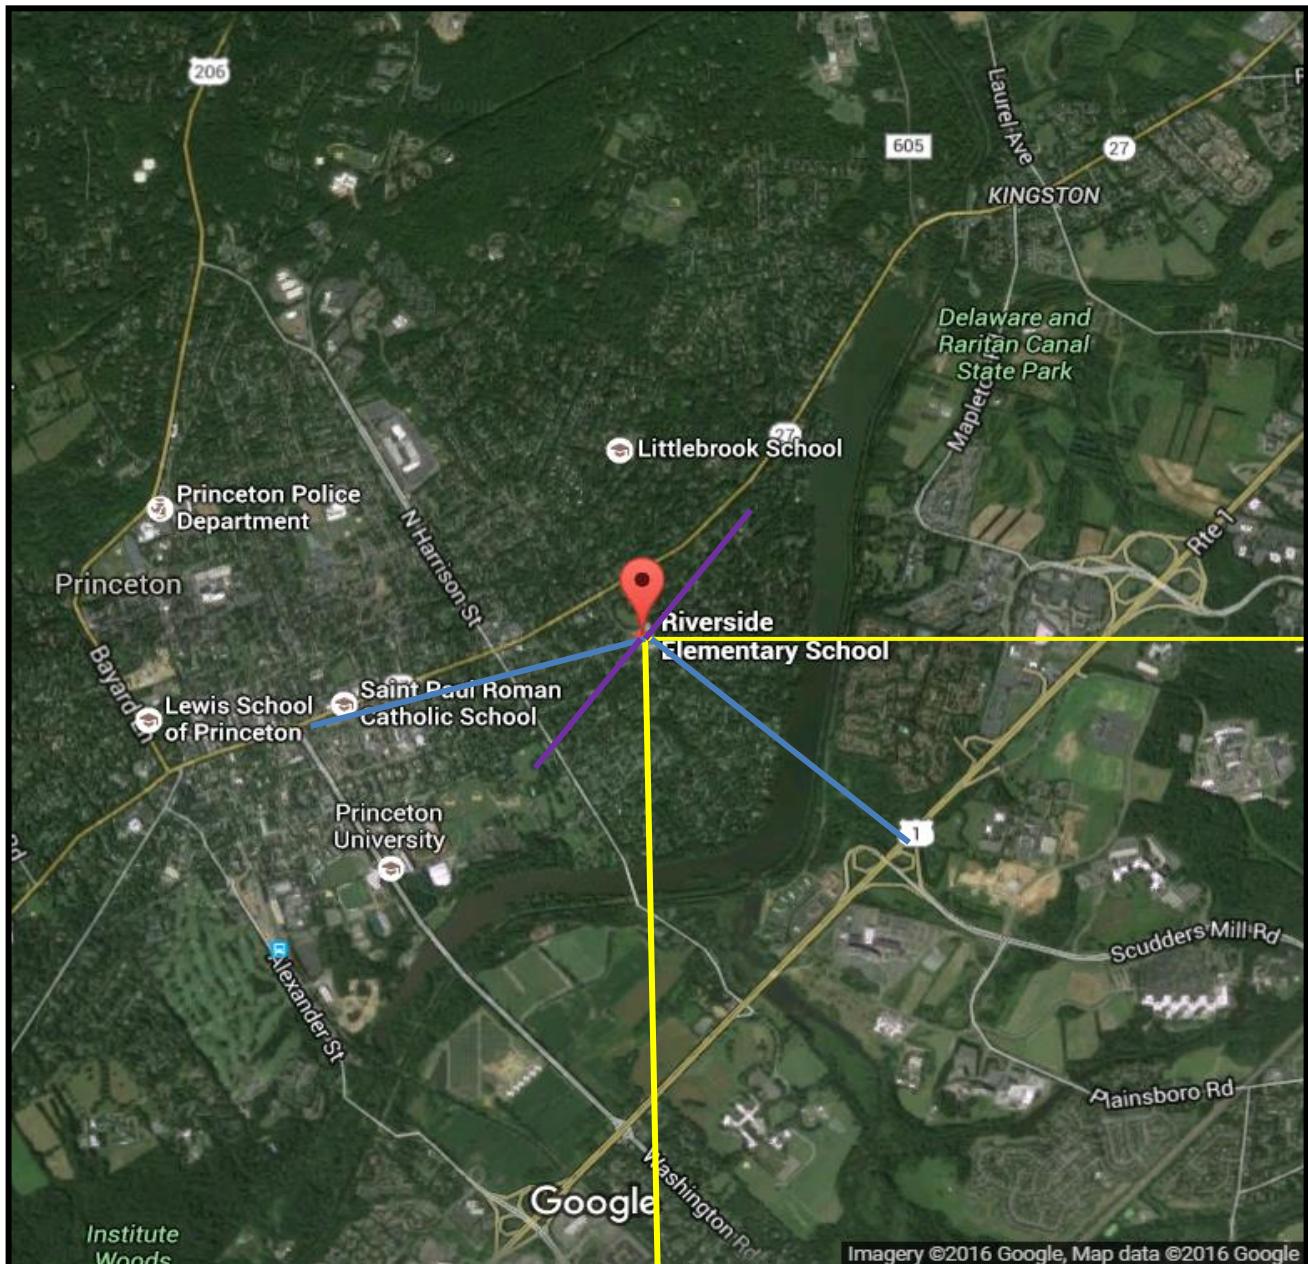 206
Laurel Ave
605
27
KINGSTON
Delaware and
Raritan Canal
State Park
27
Littlebrook School
Princeton Police
Department
N Harrison St
Rte 1
Princeton
Riverside
Elementary School
Bayard Ln
Saint Paul Roman
Catholic School
Lewis School
of Princeton
Princeton
University
1
Scudders Mill Rd
Alexander St
Plainsboro Rd
Washington Rd
Google
Institute
Woods
Imagery ©2016 Google, Map data ©2016 Google